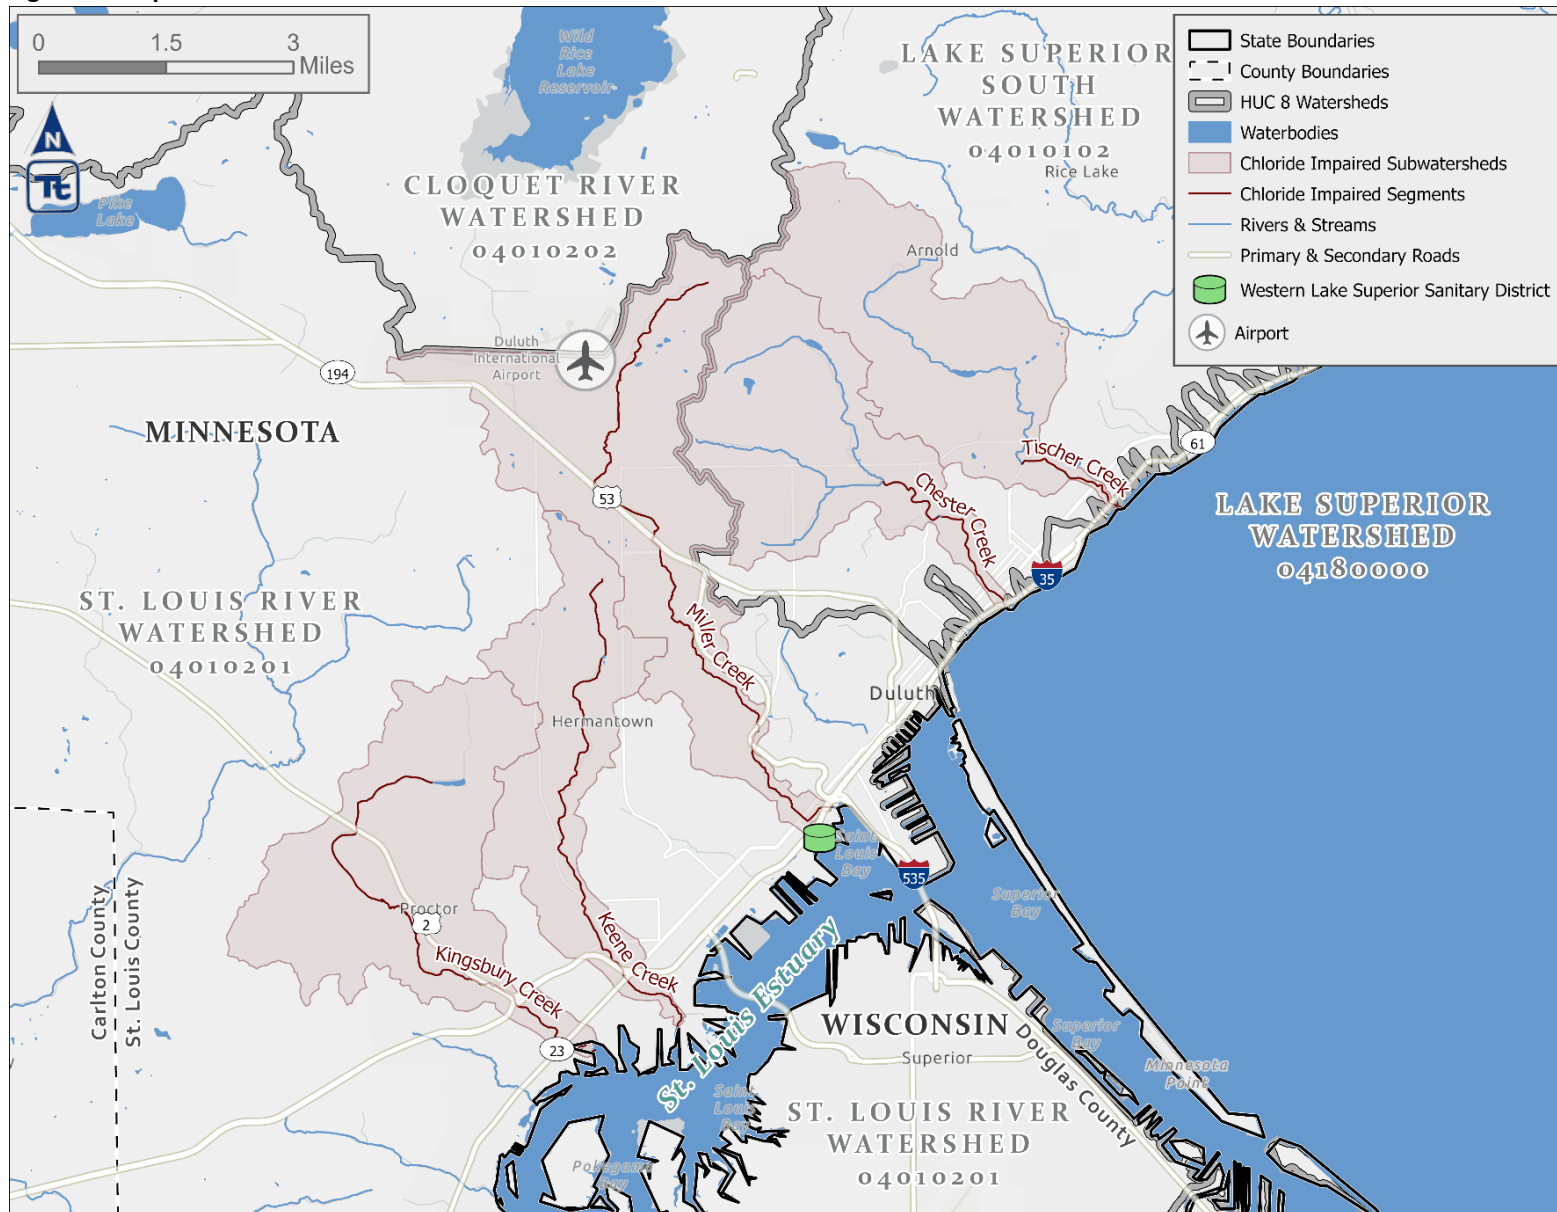 0 1.5 3
Miles
N
Tt
Wild
Rice
Lake
Reservoir
Pike
Lake
LAKE SUPERIOR
SOUTH
WATERSHED
04010102
Rice Lake
CLOQUET RIVER
WATERSHED
04010202
Arnold
State Boundaries
County Boundaries
HUC 8 Watersheds
Waterbodies
Chloride Impaired Subwatersheds
Chloride Impaired Segments
Rivers & Streams
Primary & Secondary Roads
Western Lake Superior Sanitary District
Airport
Duluth
International
Airport
194
MINNESOTA
53
61
Tischer Creek
Chester Creek
LAKE SUPERIOR
WATERSHED
04180000
35
ST. LOUIS RIVER
WATERSHED
04010201
Miller Creek
Duluth
Hermantown
Saint
Louis
Bay
535
Superior
Bay
Carlton County
St. Louis County
Proctor
2
Kingsbury Creek
Keene Creek
23
St. Louis Estuary
WISCONSIN
Superior
Douglas County
Superior
Bay
Minnesota
Point
Saint
Louis
Bay
ST. LOUIS RIVER
WATERSHED
04010201
Pokegama
Bay